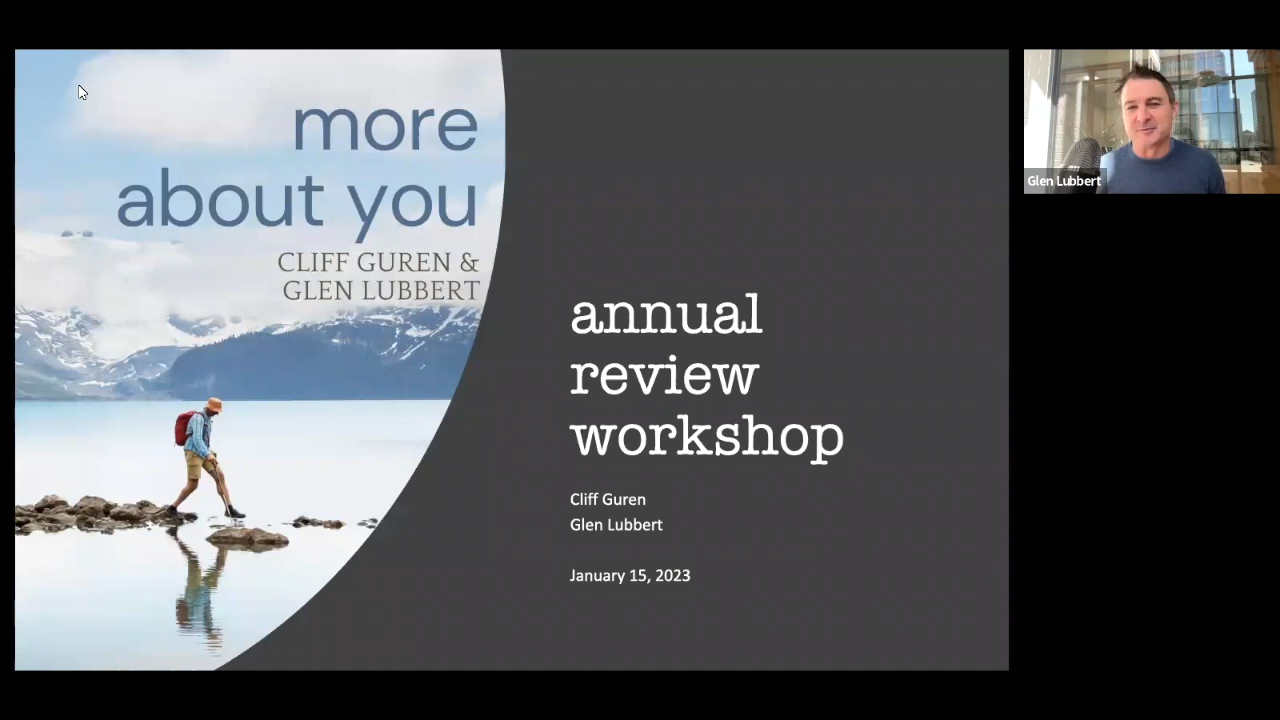 more
about you
CLIFF GUREN &
GLEN LUBBERT
annual
review
workshop
Cliff Guren
Glen Lubbert
January 15, 2023
Glen Lubbert